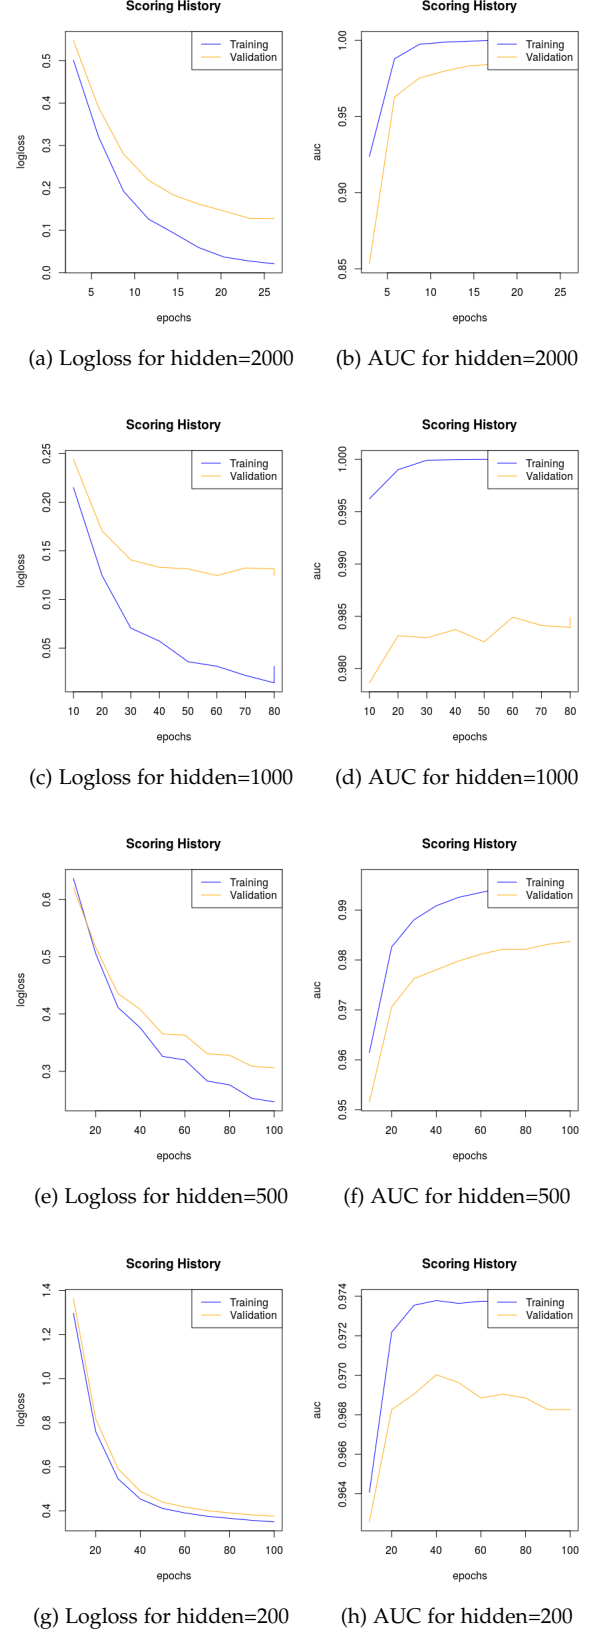 Scoring History
Scoring History
Training
Validation
Training
Validation
logloss
0.0 0.1 0.2 0.3 0.4 0.5
5 10 15 20 25
epochs
auc
0.85 0.90 0.95 1.00
5 10 15 20 25
epochs
(a) Logloss for hidden=2000
(b) AUC for hidden=2000
Scoring History
Scoring History
Training
Validation
Training
Validation
logloss
0.05 0.10 0.15 0.20 0.25
10 20 30 40 50 60 70 80
epochs
auc
0.980 0.985 0.990 0.995 1.000
10 20 30 40 50 60 70 80
epochs
(c) Logloss for hidden=1000
(d) AUC for hidden=1000
Scoring History
Scoring History
Training
Validation
Training
Validation
logloss
0.3 0.4 0.5 0.6
20 40 60 80 100
epochs
auc
0.95 0.96 0.97 0.98 0.99
20 40 60 80 100
epochs
(e) Logloss for hidden=500
(f) AUC for hidden=500
Scoring History
Scoring History
Training
Validation
Training
Validation
logloss
0.4 0.6 0.8 1.0 1.2 1.4
20 40 60 80 100
epochs
auc
0.964 0.966 0.968 0.970 0.972 0.974
20 40 60 80 100
epochs
(g) Logloss for hidden=200
(h) AUC for hidden=200